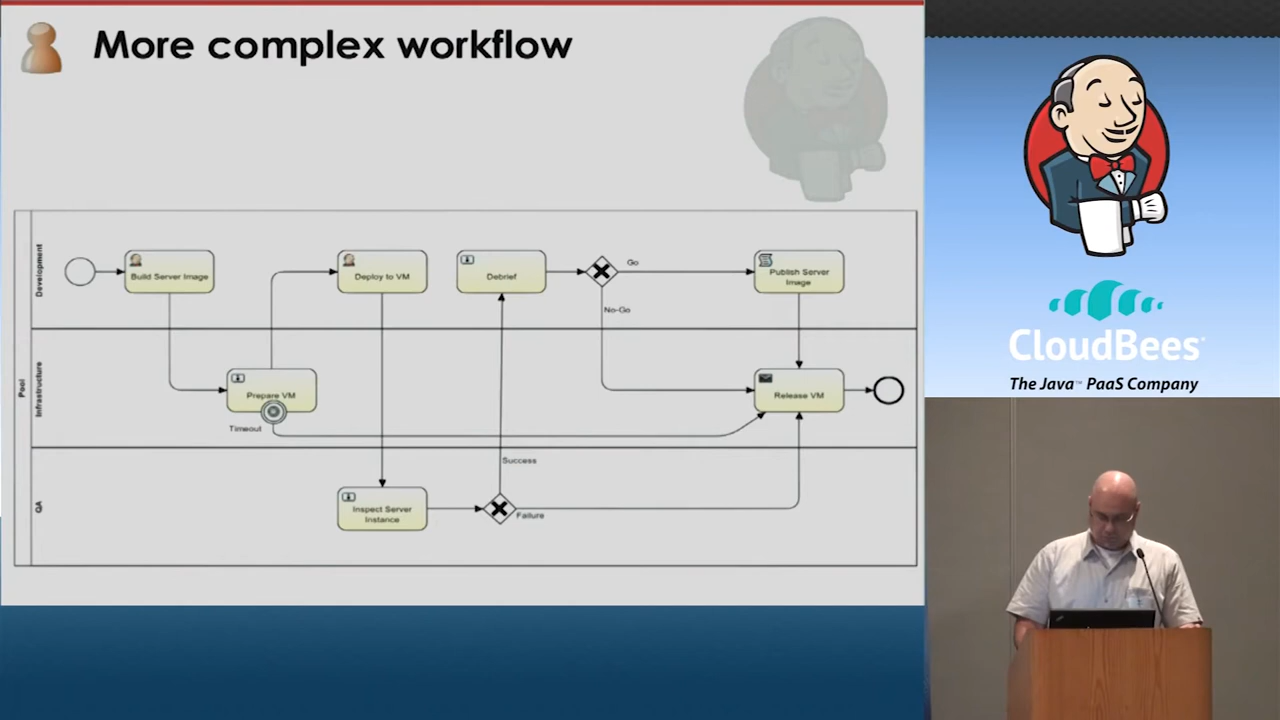 More complex workflow
Pool
Development
Build Server Image
Deploy to VM
Debrief
Go
No-Go
Publish Server
Image
Infrastructure
Prepare VM
Timeout
Release VM
QA
Success
Inspect Server
Instance
Failure
CloudBees
The Java™ PaaS Company